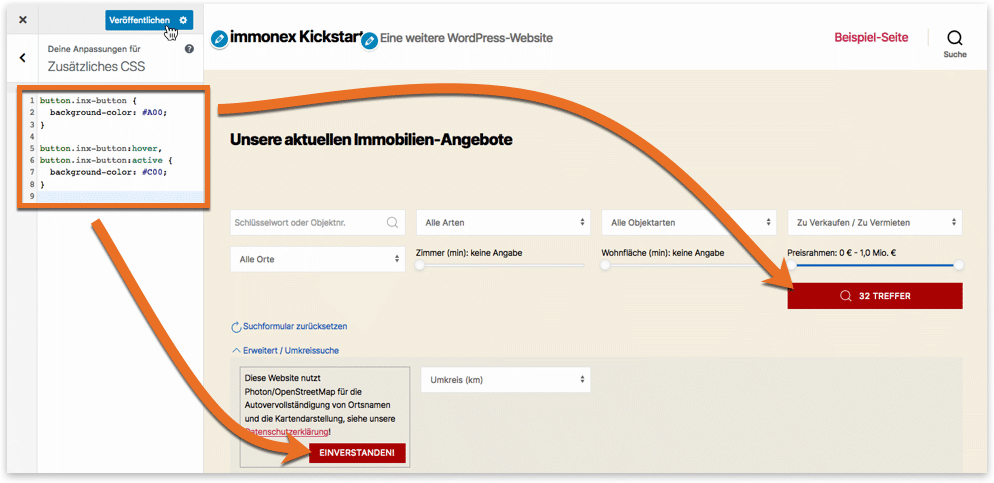 Veröffentlichen
Deine Anpassungen für
Zusätzliches CSS
1 button.inx-button {
2 background-color: #A00;
3 }
4
5 button.inx-button:hover,
6 button.inx-button:active {
7 background-color: #C00;
8 }
9
immonex Kickstart
Eine weitere WordPress-Website
Beispiel-Seite
Suche
Unsere aktuellen Immobilien-Angebote
Schlüsselwort oder Objektnr.
Alle Arten
Alle Objektarten
Zu Verkaufen / Zu Vermieten
Alle Orte
Zimmer (min): keine Angabe
Wohnfläche (min): keine Angabe
Preisrahmen: 0 € - 1,0 Mio. €
32 TREFFER
Suchformular zurücksetzen
Erweitert / Umkreissuche
Diese Website nutzt
Photon/OpenStreetMap für die
Autovervollständigung von Ortsnamen
und die Kartendarstellung, siehe unsere
Datenschutzerklärung!
EINVERSTANDEN!
Umkreis (km)